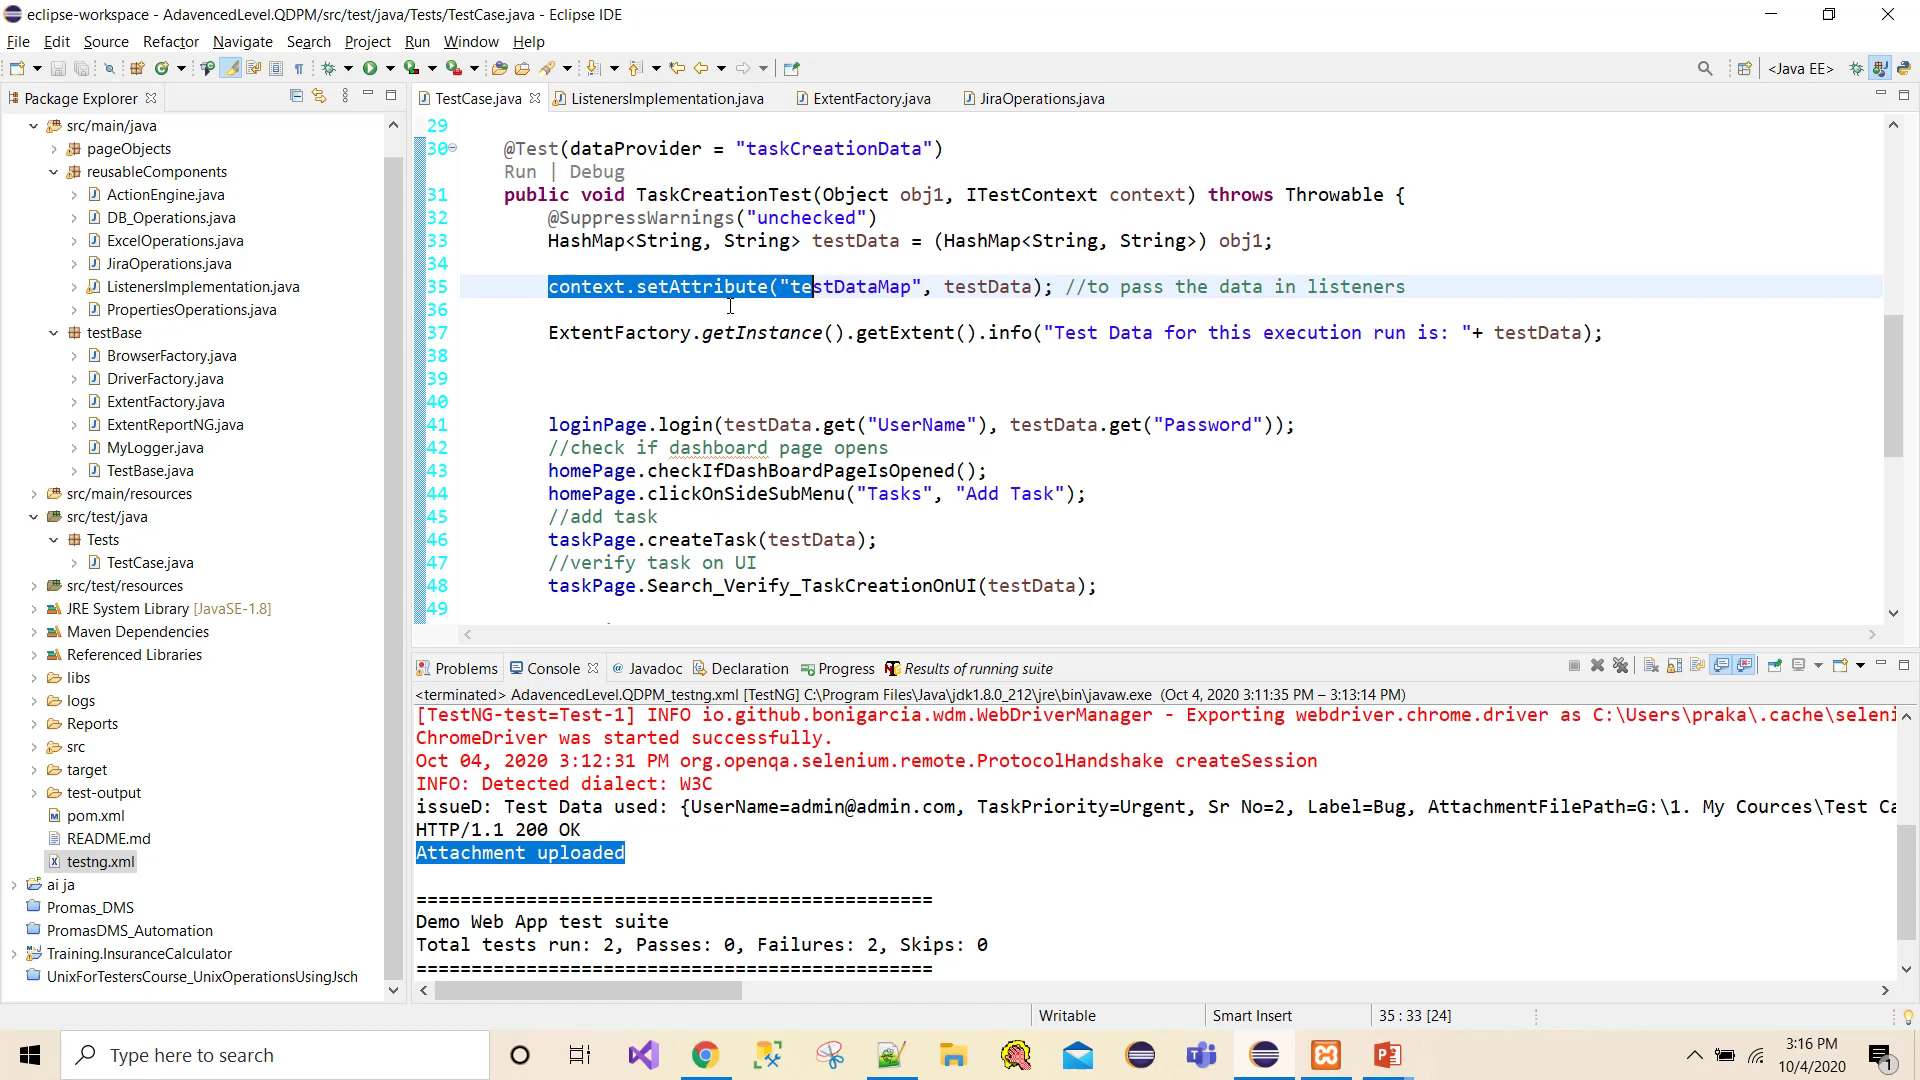 eclipse-workspace - AdavencedLevel.QDPM/src/test/java/Tests/TestCase.java - Eclipse IDE
File Edit Source Refactor Navigate Search Project Run Window Help
<Java EE>
Package Explorer
TestCase.java ListenersImplementation.java ExtentFactory.java JiraOperations.java
src/main/java
pageObjects
reusableComponents
ActionEngine.java
DB_Operations.java
ExcelOperations.java
JiraOperations.java
ListenersImplementation.java
PropertiesOperations.java
testBase
BrowserFactory.java
DriverFactory.java
ExtentFactory.java
ExtentReportNG.java
MyLogger.java
TestBase.java
src/main/resources
src/test/java
Tests
TestCase.java
src/test/resources
JRE System Library [JavaSE-1.8]
Maven Dependencies
Referenced Libraries
libs
logs
Reports
src
target
test-output
pom.xml
README.md
testng.xml
ai ja
Promas_DMS
PromasDMS_Automation
Training.InsuranceCalculator
UnixForTestersCourse_UnixOperationsUsingJsch
29
30 @Test(dataProvider = "taskCreationData")
Run | Debug
31 public void TaskCreationTest(Object obj1, ITestContext context) throws Throwable {
32 @SuppressWarnings("unchecked")
33 HashMap<String, String> testData = (HashMap<String, String>) obj1;
34
35 context.setAttribute("testDataMap", testData); //to pass the data in listeners
36
37 ExtentFactory.getInstance().getExtent().info("Test Data for this execution run is: "+ testData);
38
39
40
41 loginPage.login(testData.get("UserName"), testData.get("Password"));
42 //check if dashboard page opens
43 homePage.checkIfDashBoardPageIsOpened();
44 homePage.clickOnSideSubMenu("Tasks", "Add Task");
45 //add task
46 taskPage.createTask(testData);
47 //verify task on UI
48 taskPage.Search_Verify_TaskCreationOnUI(testData);
49
Problems Console Javadoc Declaration Progress Results of running suite
<terminated> AdavencedLevel.QDPM_testng.xml [TestNG] C:\Program Files\Java\jdk1.8.0_212\jre\bin\javaw.exe (Oct 4, 2020 3:11:35 PM – 3:13:14 PM)
[TestNG-test=Test-1] INFO io.github.bonigarcia.wdm.WebDriverManager - Exporting webdriver.chrome.driver as C:\Users\praka\.cache\seleni
ChromeDriver was started successfully.
Oct 04, 2020 3:12:31 PM org.openqa.selenium.remote.ProtocolHandshake createSession
INFO: Detected dialect: W3C
issueD: Test Data used: {UserName=admin@admin.com, TaskPriority=Urgent, Sr No=2, Label=Bug, AttachmentFilePath=G:\1. My Cources\Test Ca
HTTP/1.1 200 OK
Attachment uploaded
===============================================
Demo Web App test suite
Total tests run: 2, Passes: 0, Failures: 2, Skips: 0
===============================================
Writable Smart Insert 35 : 33 [24]
Type here to search
3:16 PM
10/4/2020
1